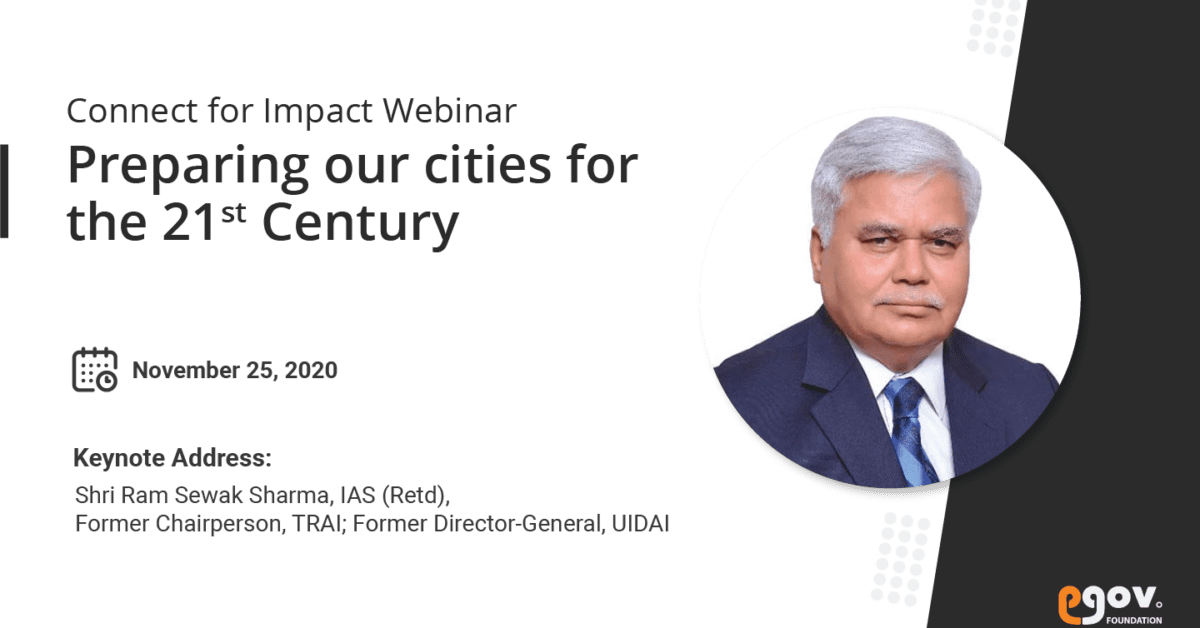 Connect for Impact Webinar
Preparing our cities for
the 21st Century
November 25, 2020
Keynote Address:
Shri Ram Sewak Sharma, IAS (Retd),
Former Chairperson, TRAI; Former Director-General, UIDAI
egov.
FOUNDATION